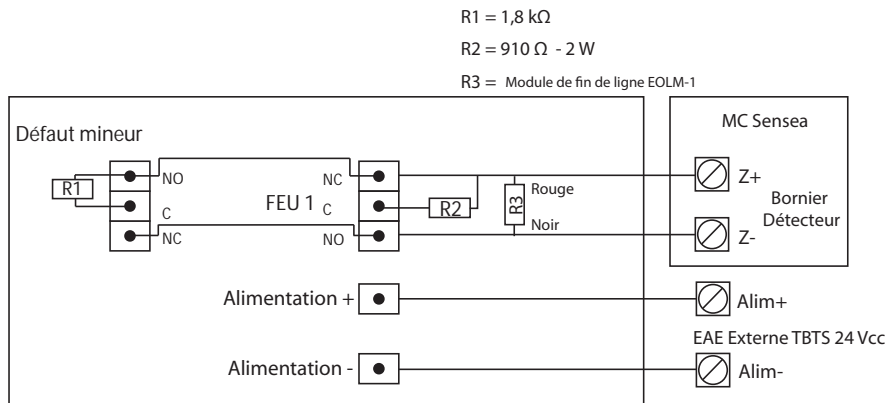 R1 = 1,8 kΩ
R2 = 910 Ω - 2 W
R3 = Module de fin de ligne EOLM-1
Défaut mineur
MC Sensea
R1
NO
C
NC
FEU 1
NC
C
NO
R2
R3
Rouge
Noir
Z+
Z-
Bornier
Détecteur
Alimentation +
Alim+
EAE Externe TBTS 24 Vcc
Alimentation -
Alim-